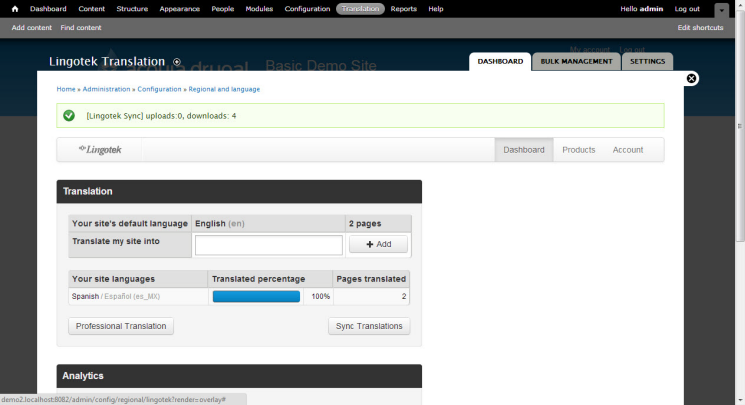 Dashboard Content Structure Appearance People Modules Configuration Translation Reports Help Hello admin Log out
Add content Find content Edit shortcuts
My account Log out
Lingotek Translation
acquia drupal Basic Demo Site
DASHBOARD BULK MANAGEMENT SETTINGS
Home » Administration » Configuration » Regional and language
[Lingotek Sync] uploads:0, downloads: 4
Lingotek Dashboard Products Account
Translation
Your site's default language English (en) 2 pages
Translate my site into + Add
Your site languages Translated percentage Pages translated
Spanish / Español (es_MX) 100% 2
Professional Translation Sync Translations
Analytics
demo2.localhost:8082/admin/config/regional/lingotek?render=overlay#